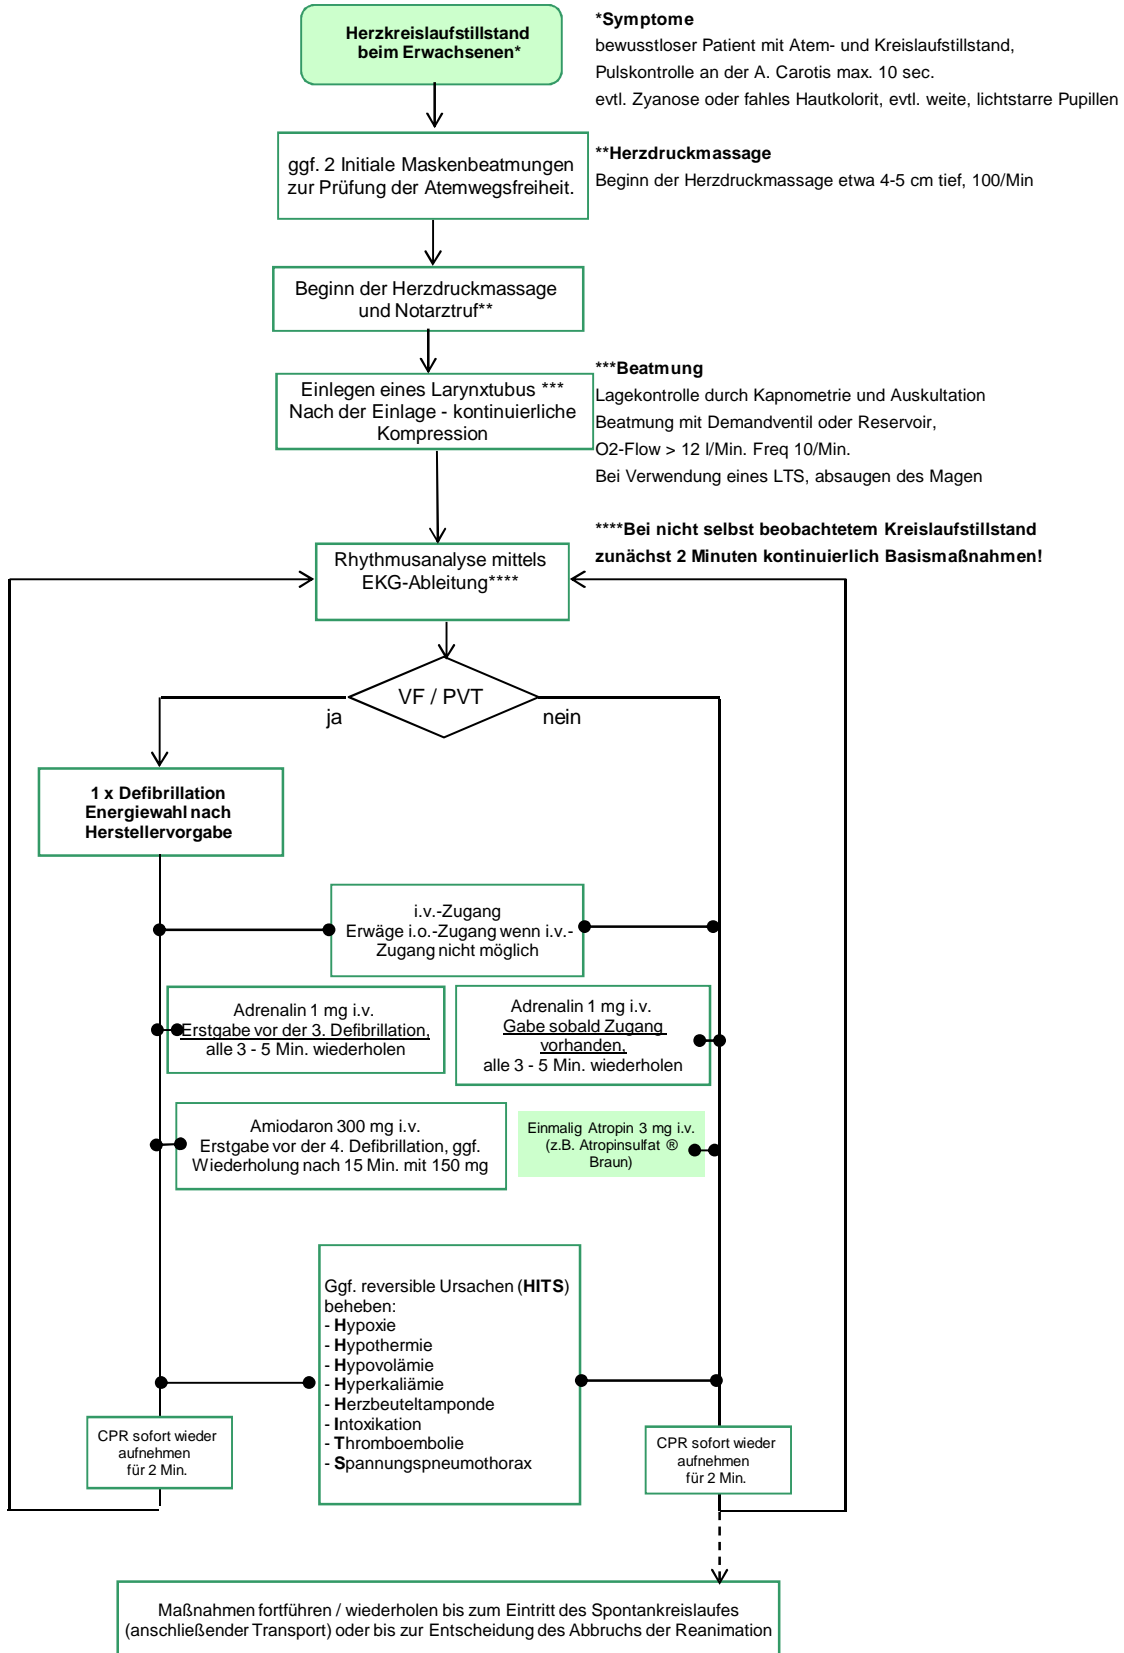 Herzkreislaufstillstand
beim Erwachsenen*
*Symptome
bewusstloser Patient mit Atem- und Kreislaufstillstand,
Pulskontrolle an der A. Carotis max. 10 sec.
evtl. Zyanose oder fahles Hautkolorit, evtl. weite, lichtstarre Pupillen
ggf. 2 Initiale Maskenbeatmungen
zur Prüfung der Atemwegsfreiheit.
**Herzdruckmassage
Beginn der Herzdruckmassage etwa 4-5 cm tief, 100/Min
Beginn der Herzdruckmassage
und Notarztruf**
Einlegen eines Larynxtubus ***
Nach der Einlage - kontinuierliche
Kompression
***Beatmung
Lagekontrolle durch Kapnometrie und Auskultation
Beatmung mit Demandventil oder Reservoir,
O2-Flow > 12 l/Min. Freq 10/Min.
Bei Verwendung eines LTS, absaugen des Magen
****Bei nicht selbst beobachtetem Kreislaufstillstand
zunächst 2 Minuten kontinuierlich Basismaßnahmen!
Rhythmusanalyse mittels
EKG-Ableitung****
VF / PVT
ja
nein
1 x Defibrillation
Energiewahl nach
Herstellervorgabe
i.v.-Zugang
Erwäge i.o.-Zugang wenn i.v.-
Zugang nicht möglich
Adrenalin 1 mg i.v.
Erstgabe vor der 3. Defibrillation,
alle 3 - 5 Min. wiederholen
Adrenalin 1 mg i.v.
Gabe sobald Zugang
vorhanden,
alle 3 - 5 Min. wiederholen
Amiodaron 300 mg i.v.
Erstgabe vor der 4. Defibrillation, ggf.
Wiederholung nach 15 Min. mit 150 mg
Einmalig Atropin 3 mg i.v.
(z.B. Atropinsulfat ®
Braun)
Ggf. reversible Ursachen (HITS)
beheben:
- Hypoxie
- Hypothermie
- Hypovolämie
- Hyperkaliämie
- Herzbeuteltamponde
- Intoxikation
- Thromboembolie
- Spannungspneumothorax
CPR sofort wieder
aufnehmen
für 2 Min.
CPR sofort wieder
aufnehmen
für 2 Min.
Maßnahmen fortführen / wiederholen bis zum Eintritt des Spontankreislaufes
(anschließender Transport) oder bis zur Entscheidung des Abbruchs der Reanimation